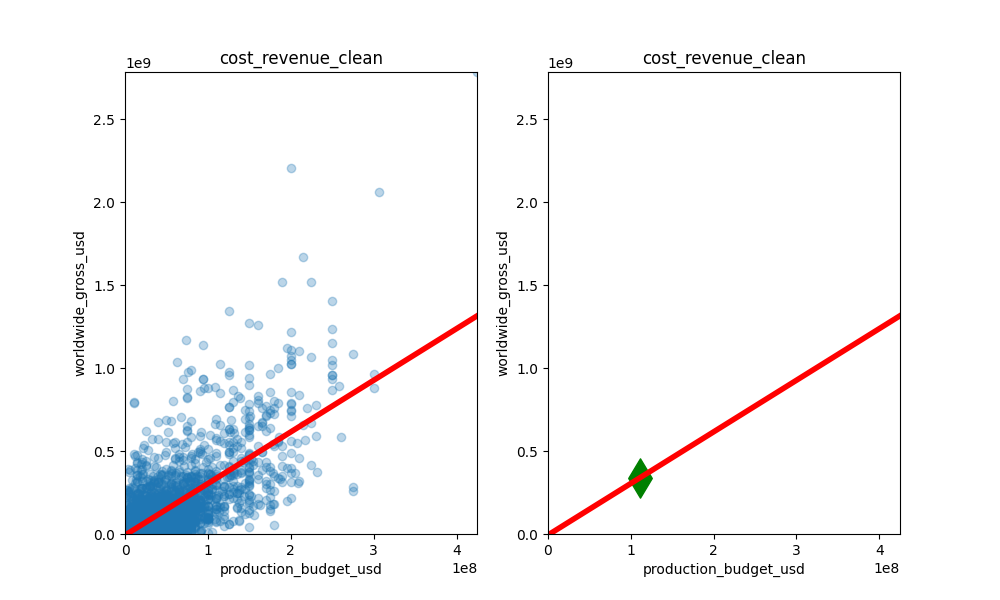 cost_revenue_clean
1e9
2.5
2.0
1.5
1.0
0.5
0.0
worldwide_gross_usd
0 1 2 3 4
1e8
production_budget_usd
cost_revenue_clean
1e9
2.5
2.0
1.5
1.0
0.5
0.0
worldwide_gross_usd
0 1 2 3 4
1e8
production_budget_usd